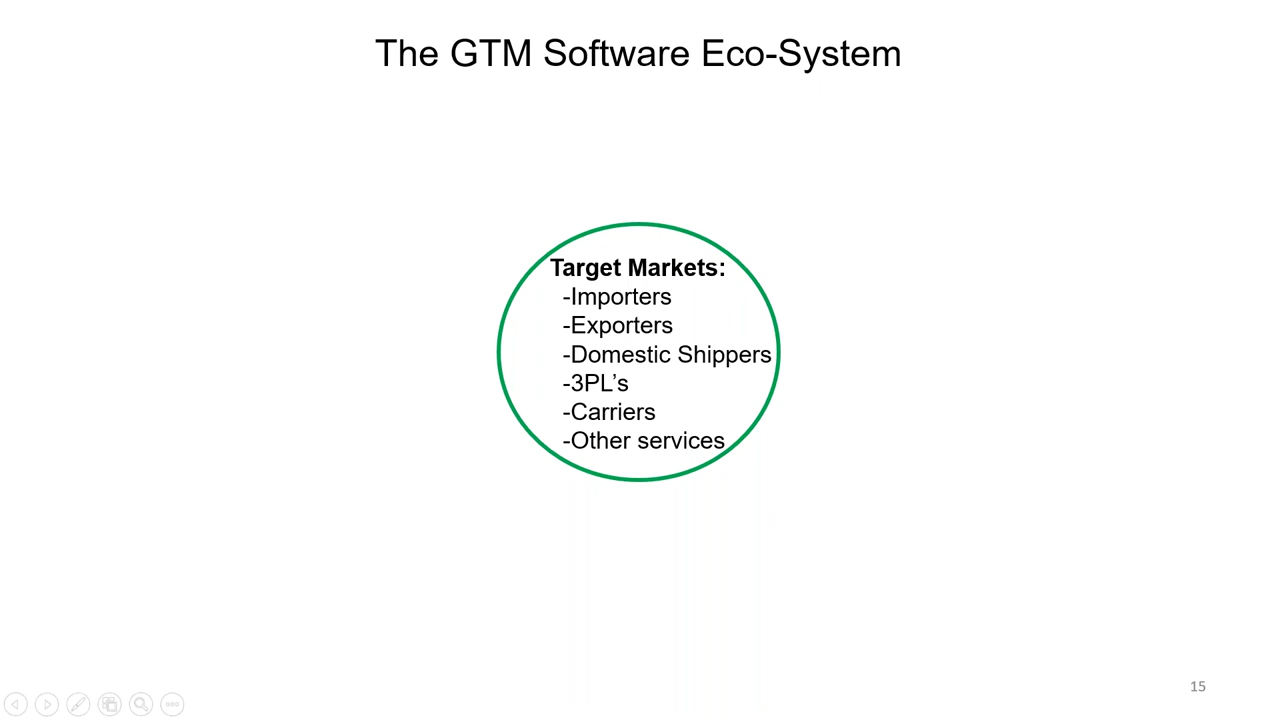 The GTM Software Eco-System
Target Markets:
-Importers
-Exporters
-Domestic Shippers
-3PL’s
-Carriers
-Other services
15